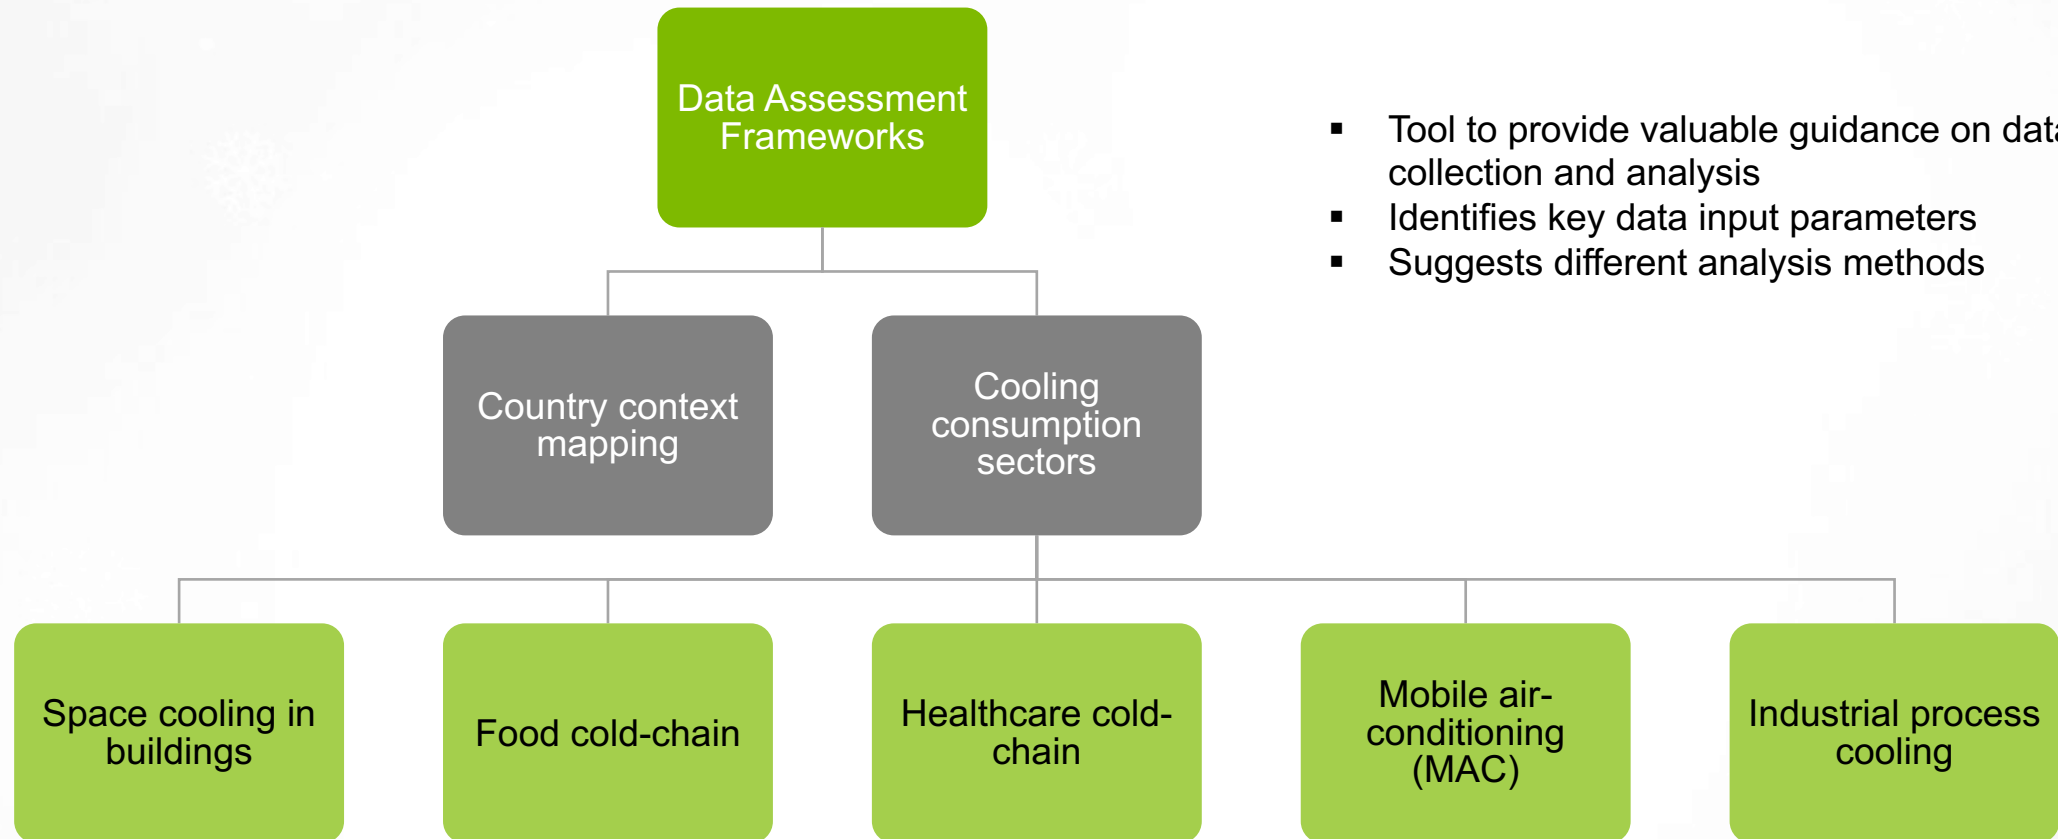 Data Assessment
Frameworks
▪ Tool to provide valuable guidance on data
collection and analysis
▪ Identifies key data input parameters
▪ Suggests different analysis methods
Country context
mapping
Cooling
consumption
sectors
Space cooling in
buildings
Food cold-chain
Healthcare cold-
chain
Mobile air-
conditioning
(MAC)
Industrial process
cooling